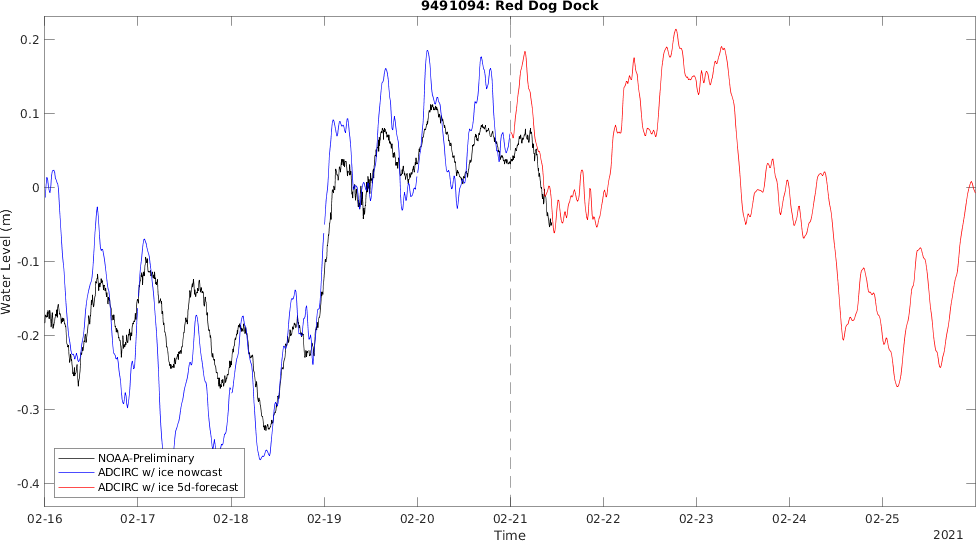 9491094: Red Dog Dock
0.2
0.1
0
-0.1
-0.2
-0.3
-0.4
Water Level (m)
NOAA-Preliminary
ADCIRC w/ ice nowcast
ADCIRC w/ ice 5d-forecast
02-16 02-17 02-18 02-19 02-20 02-21 02-22 02-23 02-24 02-25
Time
2021